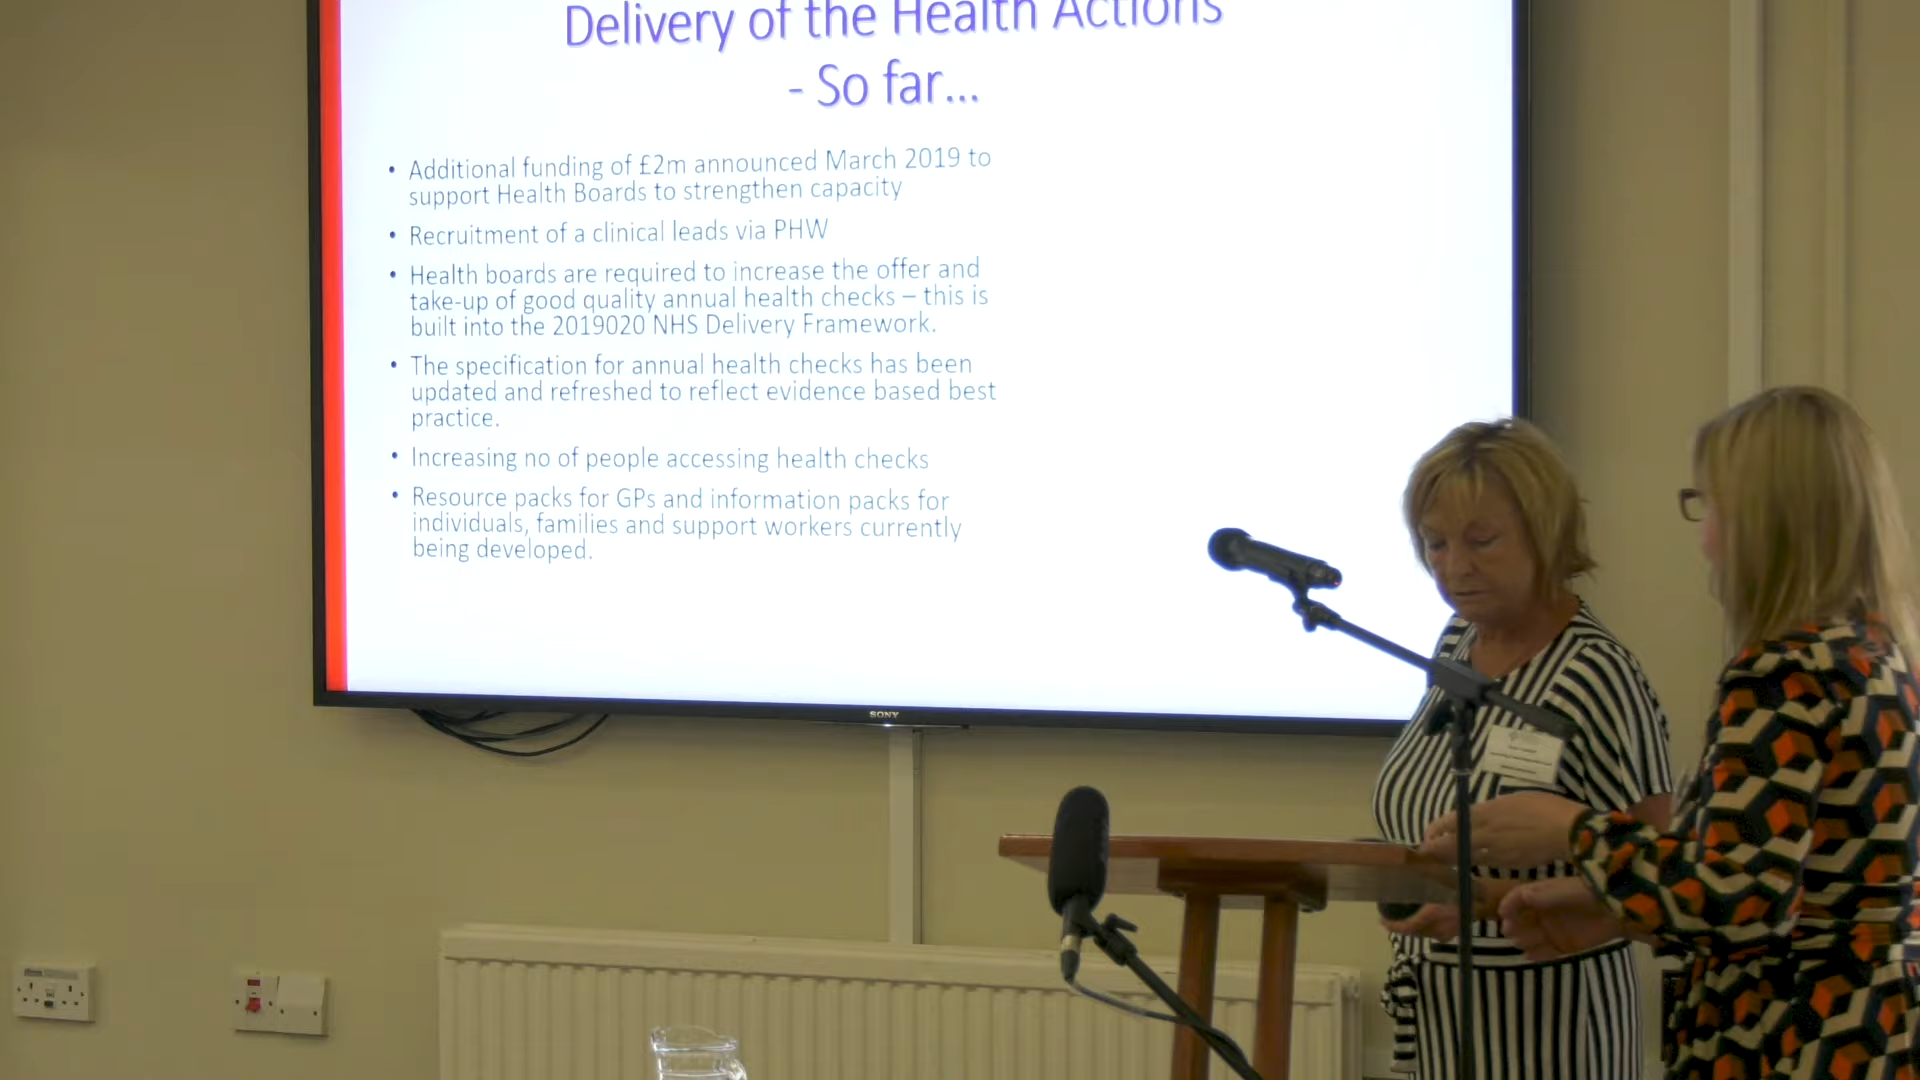 Delivery of the Health Actions
- So far...
• Additional funding of £2m announced March 2019 to
support Health Boards to strengthen capacity
• Recruitment of a clinical leads via PHW
• Health boards are required to increase the offer and
take-up of good quality annual health checks – this is
built into the 2019020 NHS Delivery Framework.
• The specification for annual health checks has been
updated and refreshed to reflect evidence based best
practice.
• Increasing no of people accessing health checks
• Resource packs for GPs and information packs for
individuals, families and support workers currently
being developed.
SONY